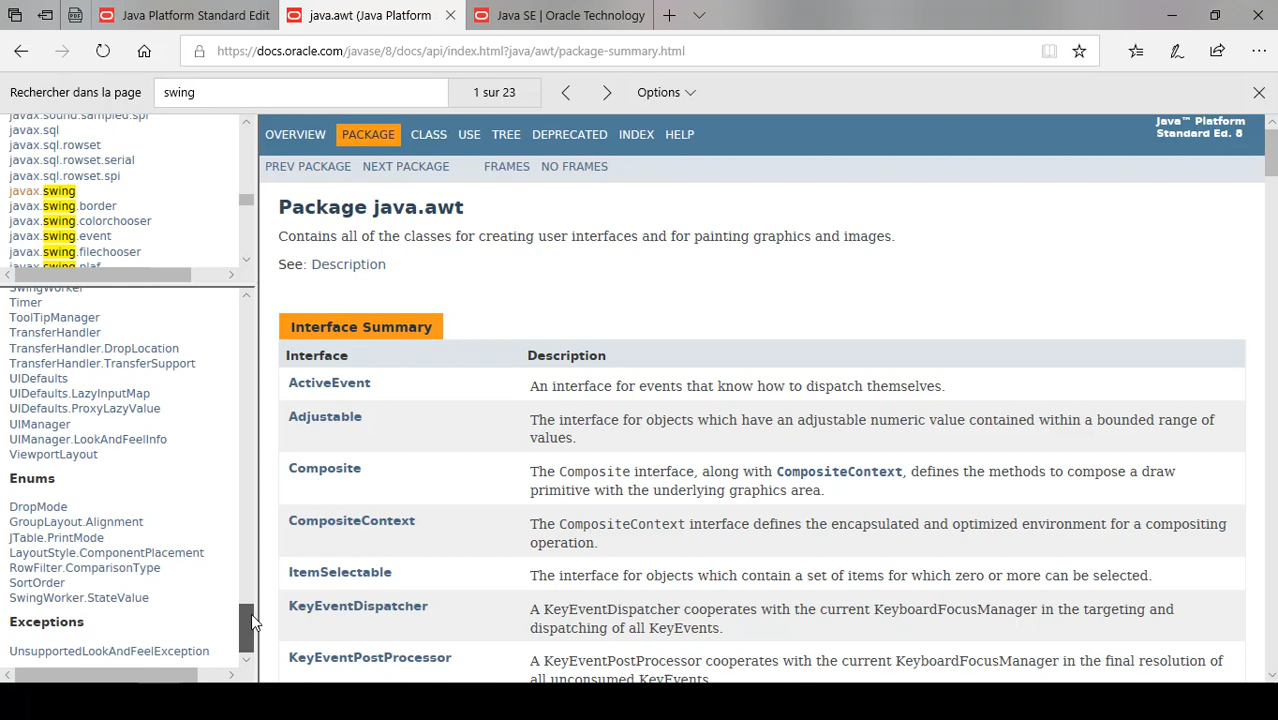 Java Platform Standard Edit
java.awt (Java Platform
Java SE | Oracle Technology
https://docs.oracle.com/javase/8/docs/api/index.html?java/awt/package-summary.html
Rechercher dans la page
swing
1 sur 23
Options
javax.sound.sampled.spi
javax.sql
javax.sql.rowset
javax.sql.rowset.serial
javax.sql.rowset.spi
javax.swing
javax.swing.border
javax.swing.colorchooser
javax.swing.event
javax.swing.filechooser
javax.swing.plaf
SwingWorker
Timer
ToolTipManager
TransferHandler
TransferHandler.DropLocation
TransferHandler.TransferSupport
UIDefaults
UIDefaults.LazyInputMap
UIDefaults.ProxyLazyValue
UIManager
UIManager.LookAndFeelInfo
ViewportLayout
Enums
DropMode
GroupLayout.Alignment
JTable.PrintMode
LayoutStyle.ComponentPlacement
RowFilter.ComparisonType
SortOrder
SwingWorker.StateValue
Exceptions
UnsupportedLookAndFeelException
OVERVIEW PACKAGE CLASS USE TREE DEPRECATED INDEX HELP
Java™ Platform
Standard Ed. 8
PREV PACKAGE NEXT PACKAGE FRAMES NO FRAMES
Package java.awt
Contains all of the classes for creating user interfaces and for painting graphics and images.
See: Description
Interface Summary
Interface Description
ActiveEvent An interface for events that know how to dispatch themselves.
Adjustable The interface for objects which have an adjustable numeric value contained within a bounded range of
values.
Composite The Composite interface, along with CompositeContext, defines the methods to compose a draw
primitive with the underlying graphics area.
CompositeContext The CompositeContext interface defines the encapsulated and optimized environment for a compositing
operation.
ItemSelectable The interface for objects which contain a set of items for which zero or more can be selected.
KeyEventDispatcher A KeyEventDispatcher cooperates with the current KeyboardFocusManager in the targeting and
dispatching of all KeyEvents.
KeyEventPostProcessor A KeyEventPostProcessor cooperates with the current KeyboardFocusManager in the final resolution of
all unconsumed KeyEvents.